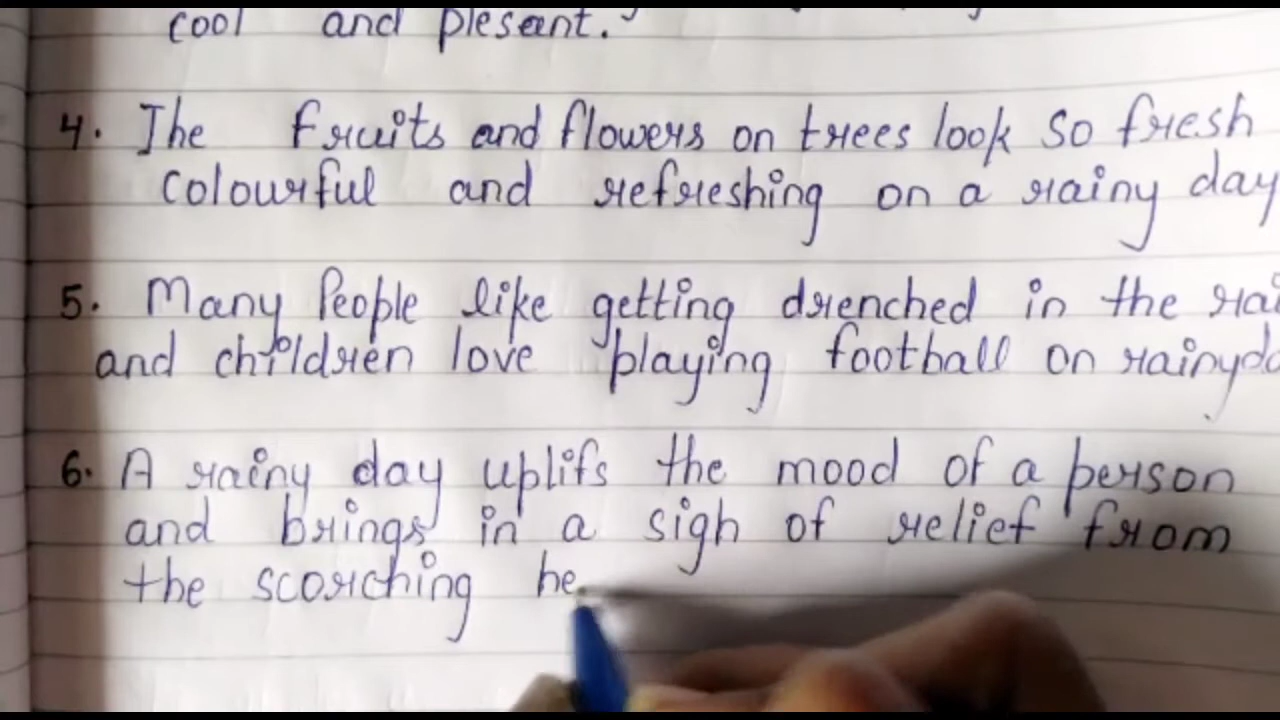 cool and plesent.
4. The fruits and flowers on trees look so fresh
colourful and refreshing on a rainy day
5. Many People like getting drenched in the rai
and children love playing football on rainyda
6. A rainy day uplifs the mood of a person
and brings in a sigh of relief from
the scorching he